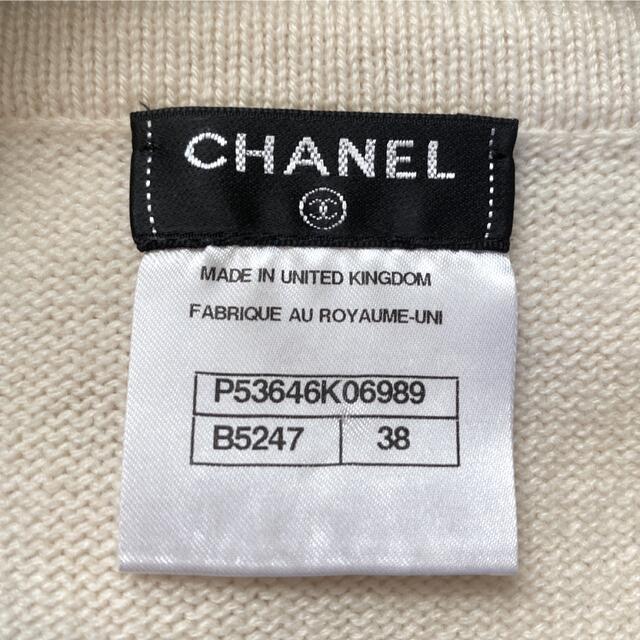 CHANEL
MADE IN UNITED KINGDOM
FABRIQUE AU ROYAUME-UNI
P53646K06989
B5247 38